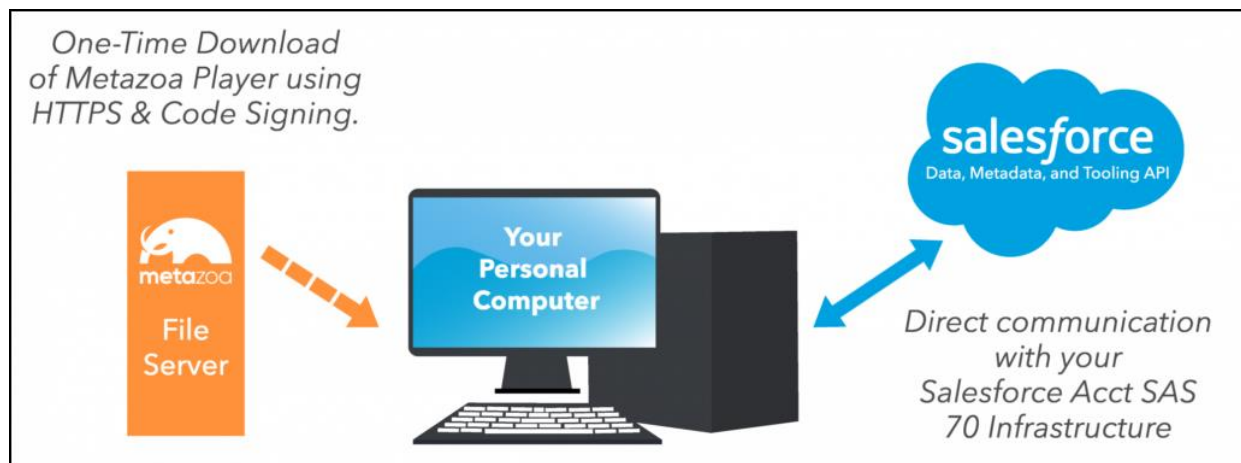 One-Time Download
of Metazoa Player using
HTTPS & Code Signing.
metazoa
File
Server
Your
Personal
Computer
salesforce
Data, Metadata, and Tooling API
Direct communication
with your
Salesforce Acct SAS
70 Infrastructure